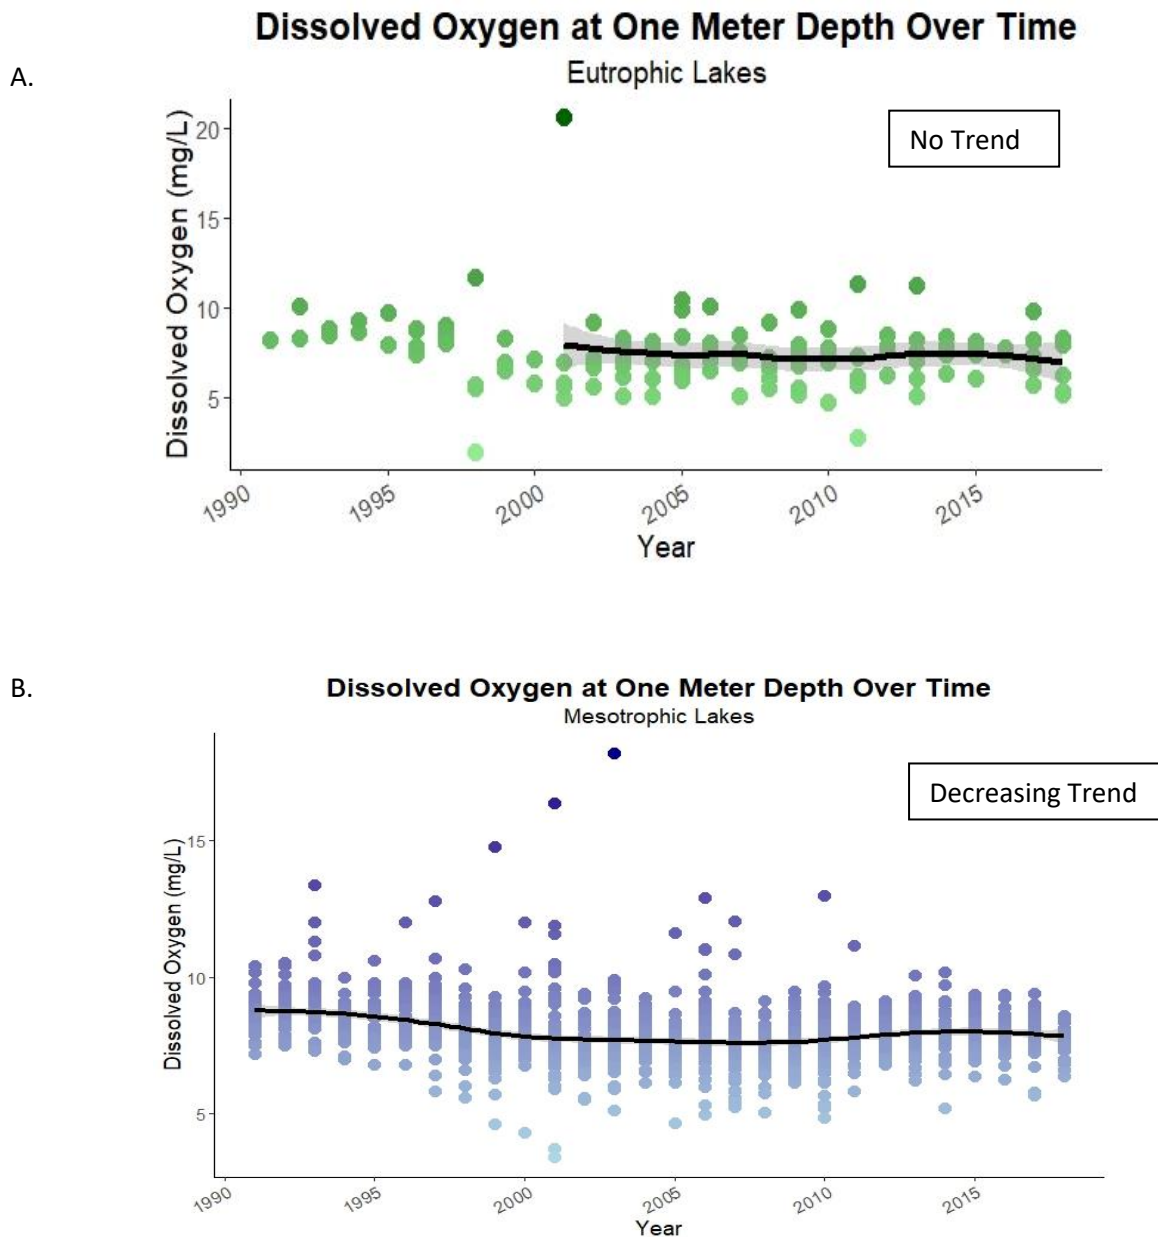 A.
Dissolved Oxygen at One Meter Depth Over Time
Eutrophic Lakes
No Trend
Dissolved Oxygen (mg/L)
20
15
10
5
1990
1995
2000
2005
2010
2015
Year
B.
Dissolved Oxygen at One Meter Depth Over Time
Mesotrophic Lakes
Decreasing Trend
Dissolved Oxygen (mg/L)
15
10
5
1990
1995
2000
2005
2010
2015
Year